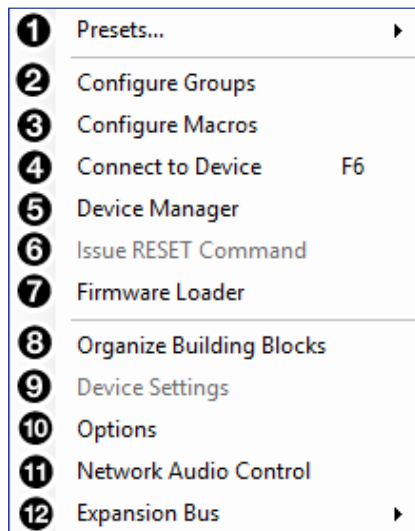 1 Presets...
2 Configure Groups
3 Configure Macros
4 Connect to Device F6
5 Device Manager
6 Issue RESET Command
7 Firmware Loader
8 Organize Building Blocks
9 Device Settings
10 Options
11 Network Audio Control
12 Expansion Bus